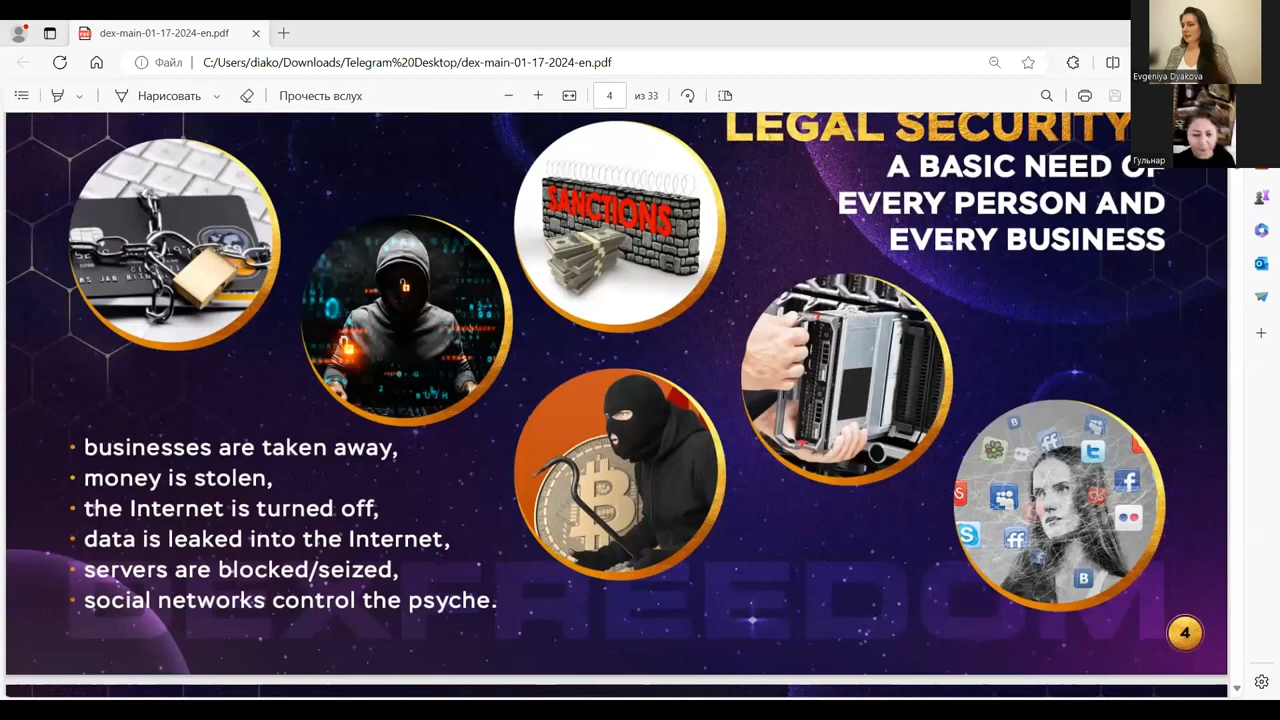 dex-main-01-17-2024-en.pdf
Файл
C:/Users/diako/Downloads/Telegram%20Desktop/dex-main-01-17-2024-en.pdf
Нарисовать
Прочесть вслух
4
из 33
Evgeniya Dyakova
Гульнар
LEGAL SECURITY
A BASIC NEED OF
EVERY PERSON AND
EVERY BUSINESS
SANCTIONS
• businesses are taken away,
• money is stolen,
• the Internet is turned off,
• data is leaked into the Internet,
• servers are blocked/seized,
• social networks control the psyche.
DEXFREEDOM
4